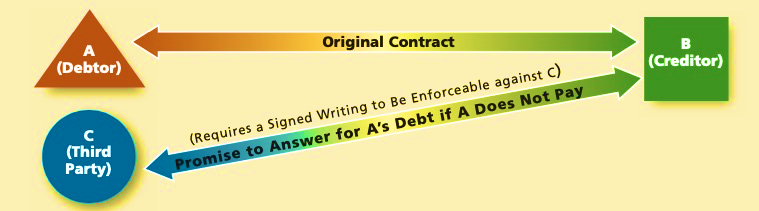 A
(Debtor)
Original Contract
B
(Creditor)
C
(Third
Party)
(Requires a Signed Writing to Be Enforceable against C)
Promise to Answer for A's Debt if A Does Not Pay